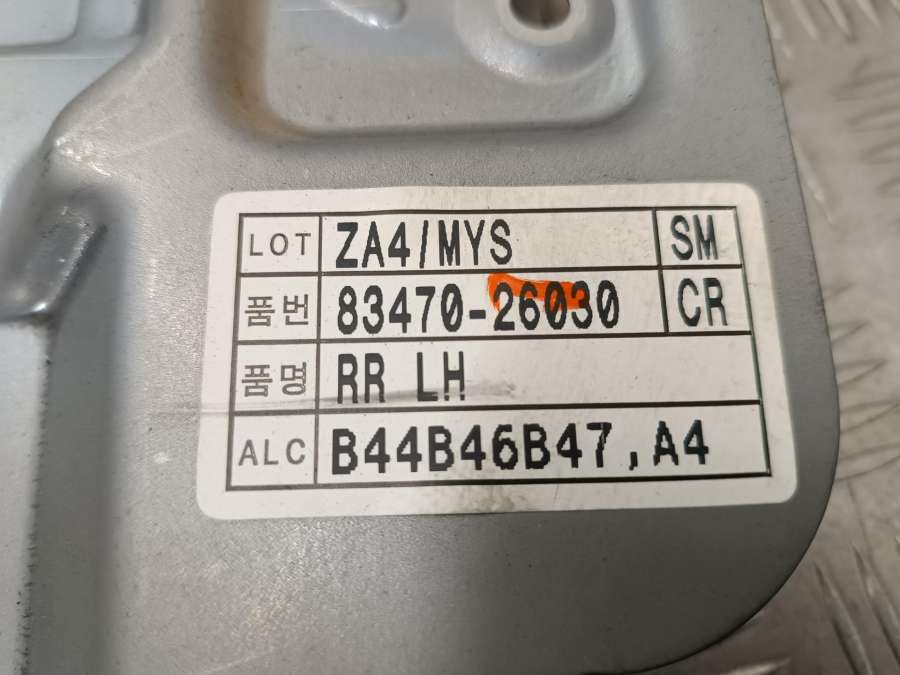 LOT ZA4/MYS SM
품번 83470-26030 CR
품명 RR LH
ALC B44B46B47,A4